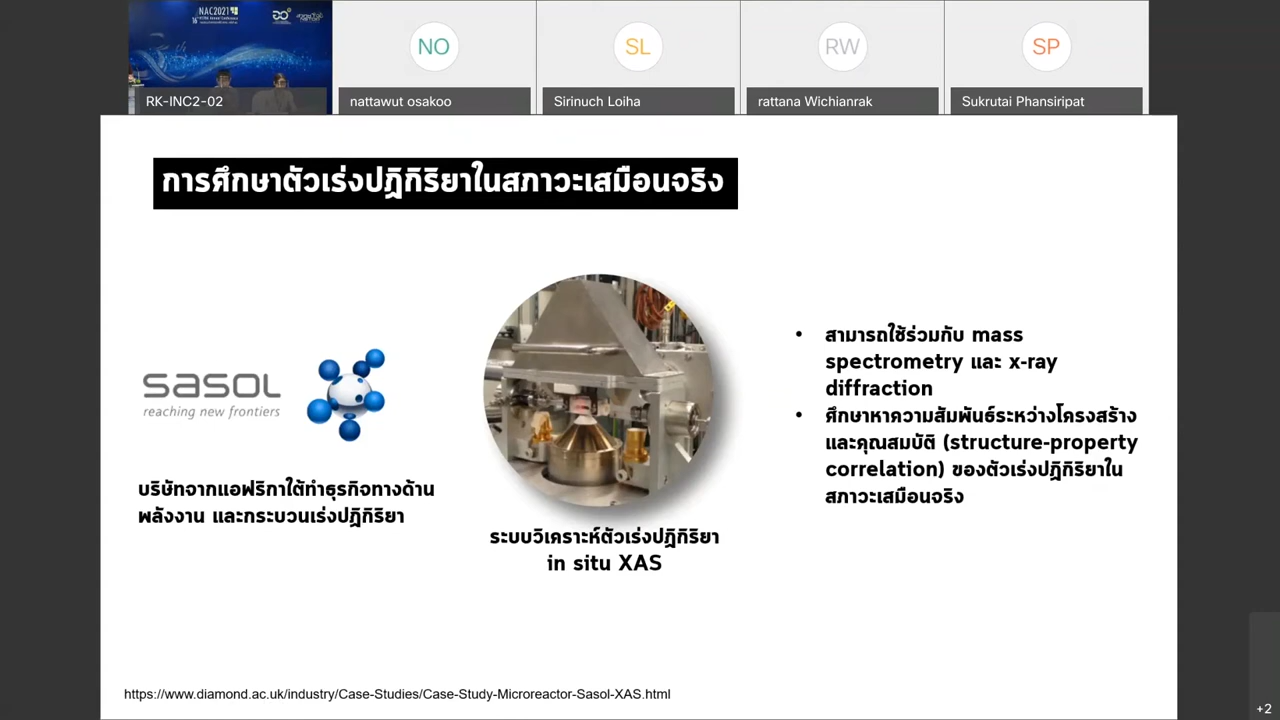 NAC2021
NO
SL
RW
SP
RK-INC2-02
nattawut osakoo
Sirinuch Loiha
rattana Wichianrak
Sukrutai Phansiripat
การศึกษาตัวเร่งปฏิกิริยาในสภาวะเสมือนจริง
sasol
reaching new frontiers
บริษัทจากแอฟริกาใต้ทำธุรกิจทางด้าน
พลังงาน และกระบวนเร่งปฏิกิริยา
ระบบวิเคราะห์ตัวเร่งปฏิกิริยา
in situ XAS
• สามารถใช้ร่วมกับ mass
spectrometry และ x-ray
diffraction
• ศึกษาหาความสัมพันธ์ระหว่างโครงสร้าง
และคุณสมบัติ (structure-property
correlation) ของตัวเร่งปฏิกิริยาใน
สภาวะเสมือนจริง
https://www.diamond.ac.uk/industry/Case-Studies/Case-Study-Microreactor-Sasol-XAS.html
+2